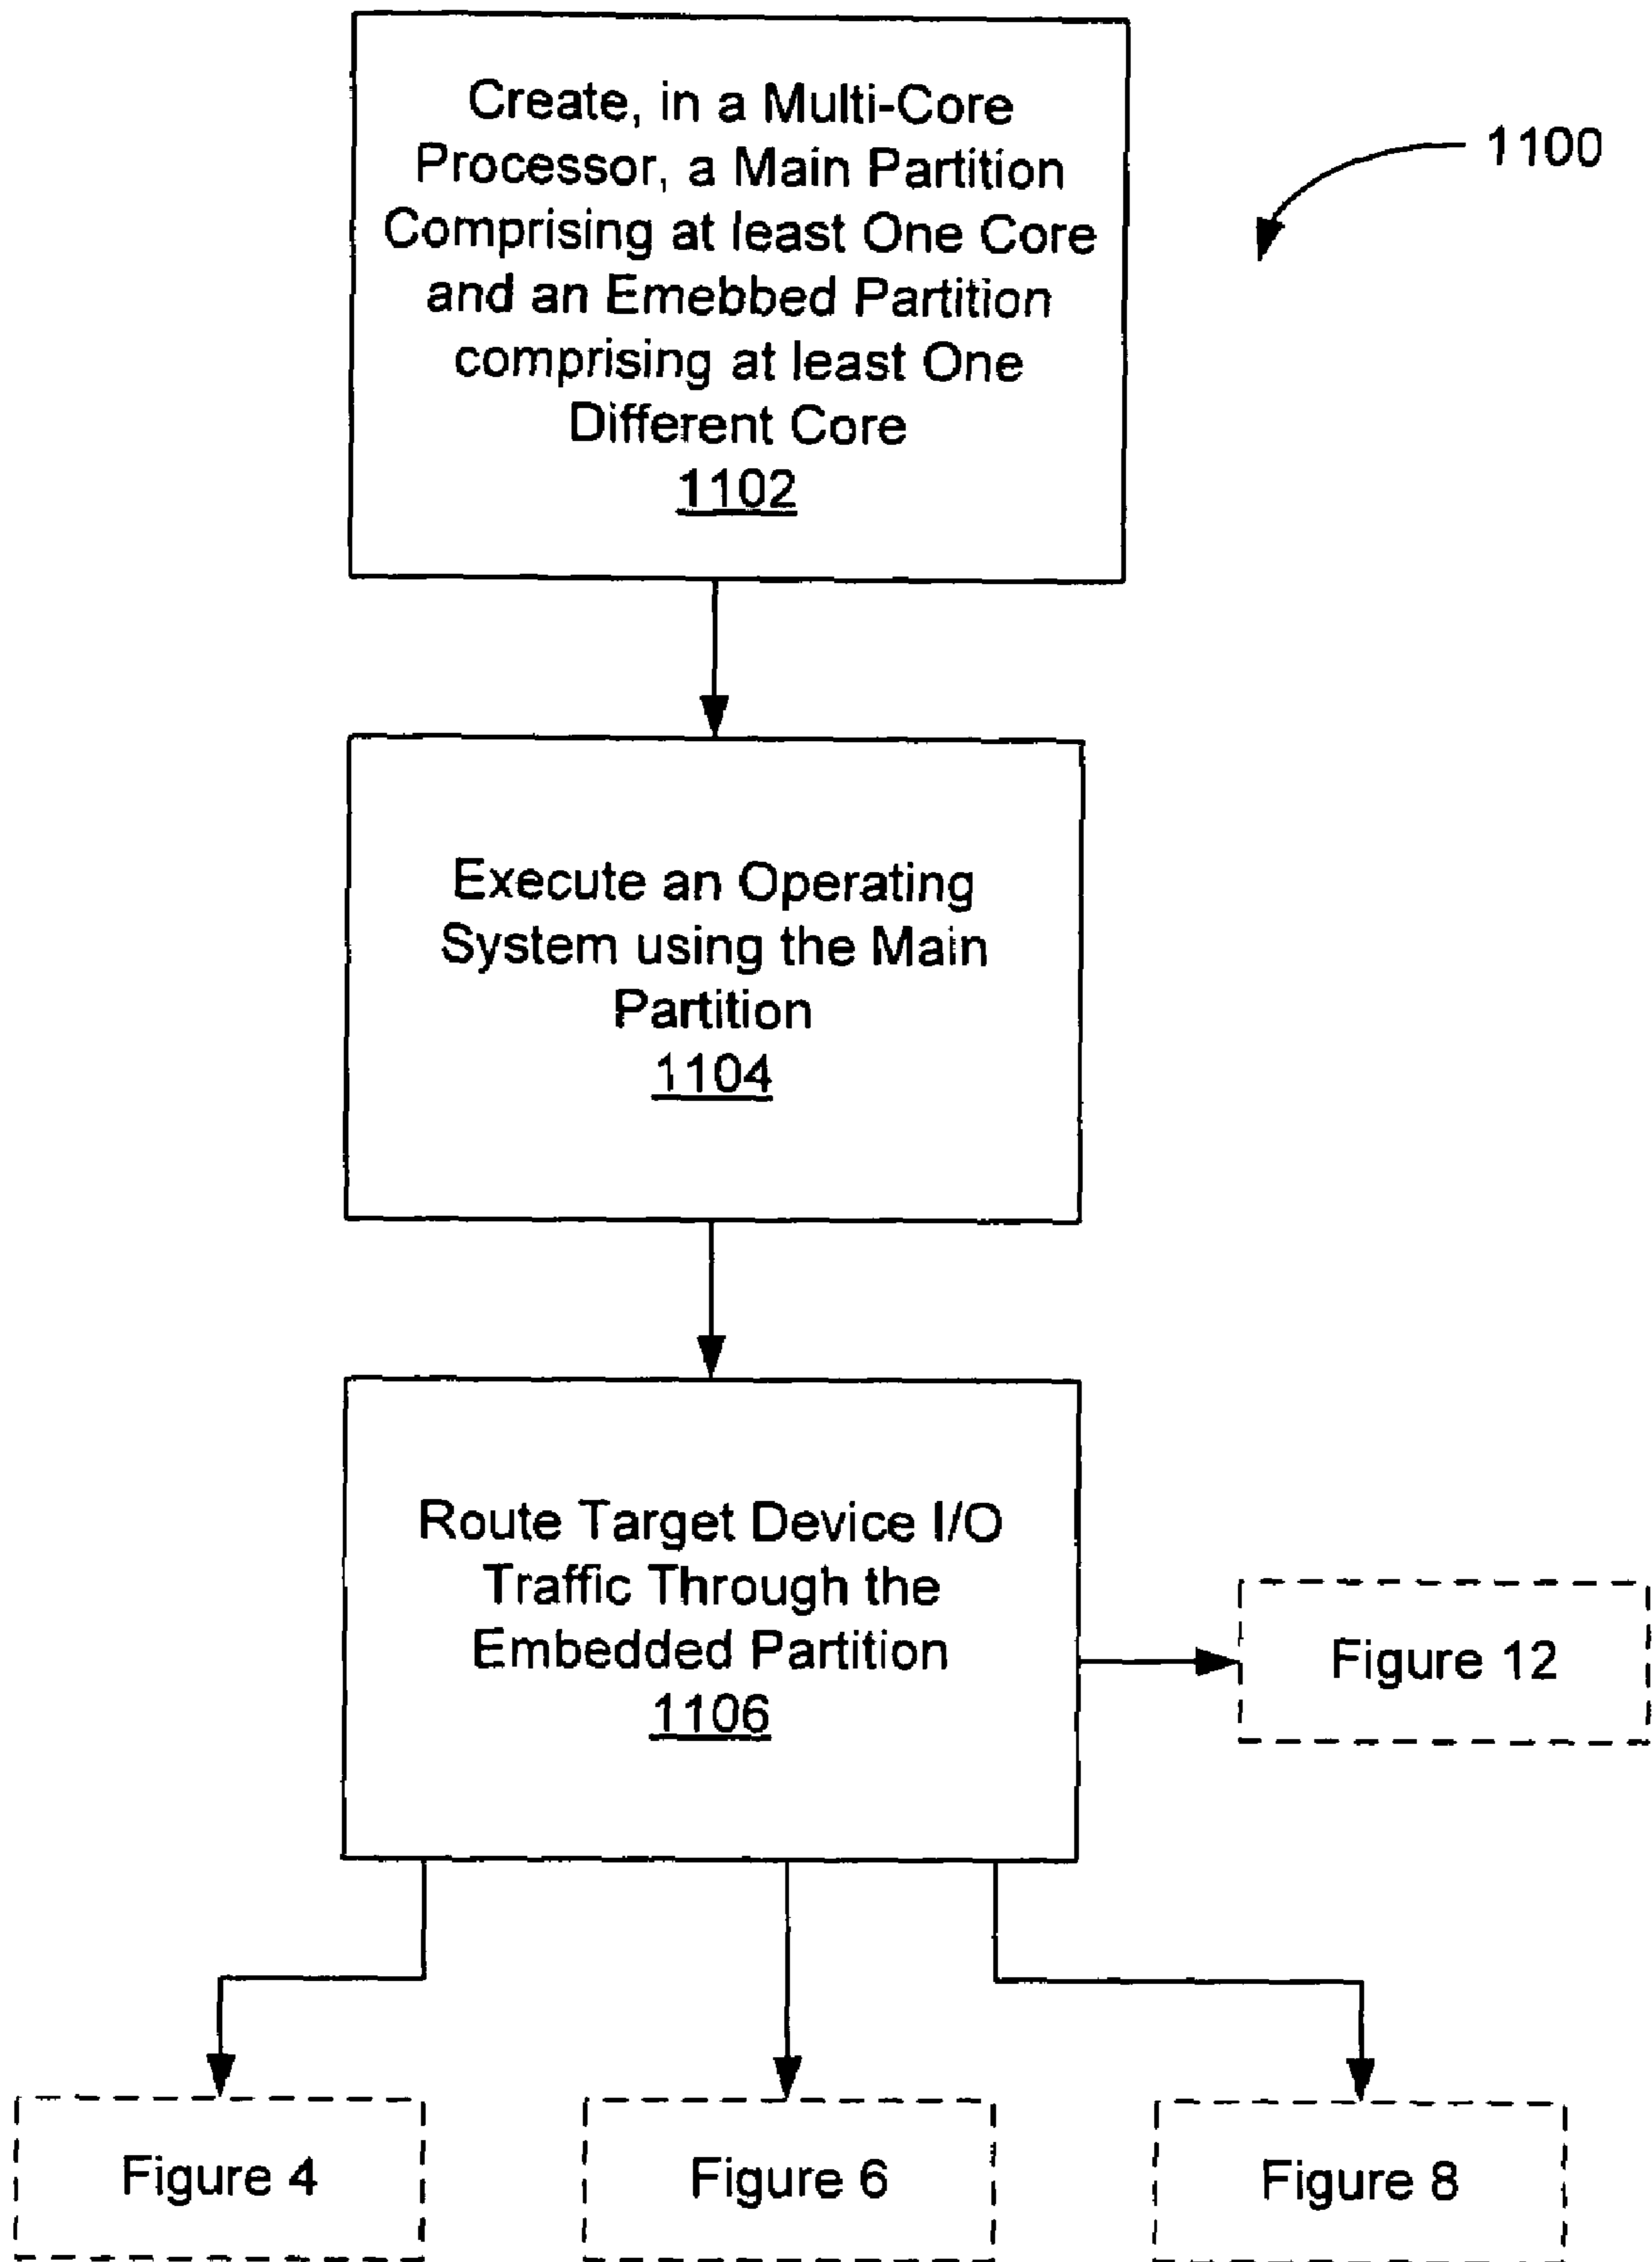 Create, in a Multi-Core
Processor, a Main Partition
Comprising at least One Core
and an Emebbed Partition
comprising at least One
Different Core
1102
1100
Execute an Operating
System using the Main
Partition
1104
Route Target Device I/O
Traffic Through the
Embedded Partition
1106
Figure 12
Figure 4
Figure 6
Figure 8